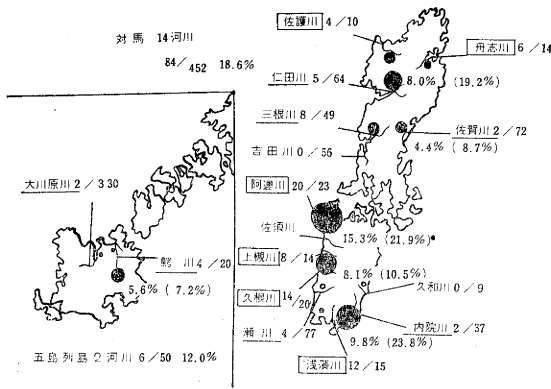 対馬 14河川
84/452 18.6%
佐護川 4/10
舟志川 6/14
仁田川 5/64
8.0% (19.2%)
三根川 8/49
佐賀川 2/72
4.4% (8.7%)
吉田川 0/56
阿連川 20/23
佐須川
15.3% (21.9%)
上槻川 8/14
8.1% (10.5%)
久根川 14/20
久和川 0/9
瀬川 4/77
内院川 2/37
9.8% (23.8%)
浅藻川 12/15
大川原川 2/330
鰐川 4/20
5.6% (7.2%)
五島列島 2河川 6/50 12.0%